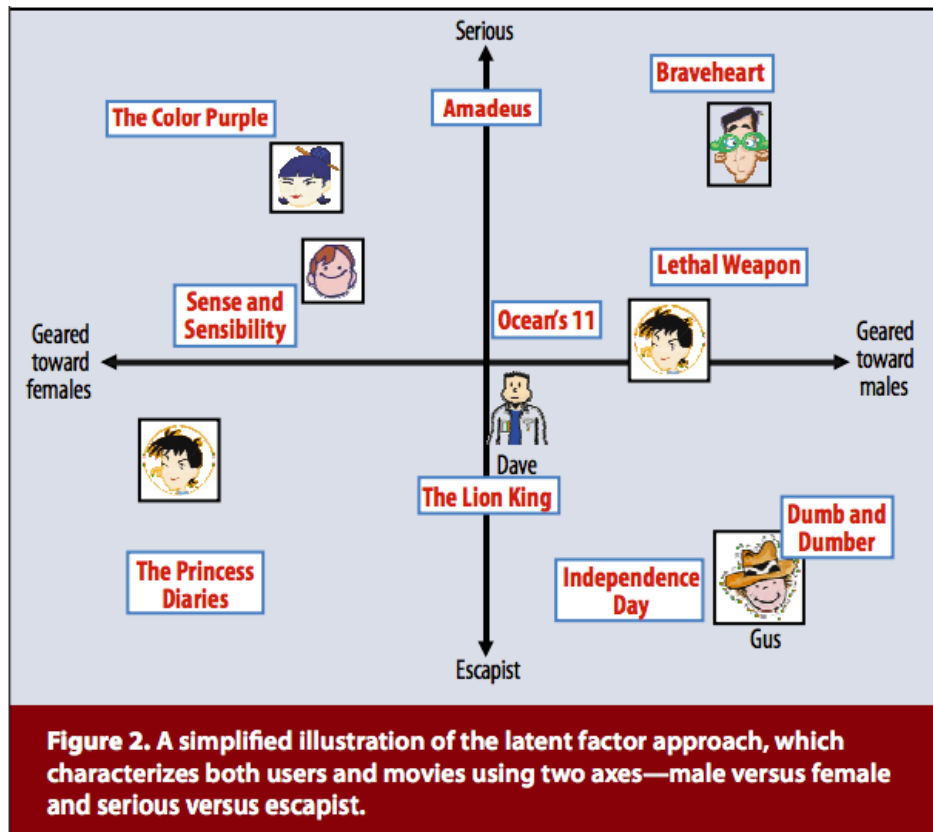 Serious
Braveheart
The Color Purple
Amadeus
Lethal Weapon
Sense and
Sensibility
Ocean's 11
Geared
toward
females
Geared
toward
males
Dave
The Lion King
Dumb and
Dumber
The Princess
Diaries
Independence
Day
Gus
Escapist
Figure 2. A simplified illustration of the latent factor approach, which
characterizes both users and movies using two axes—male versus female
and serious versus escapist.